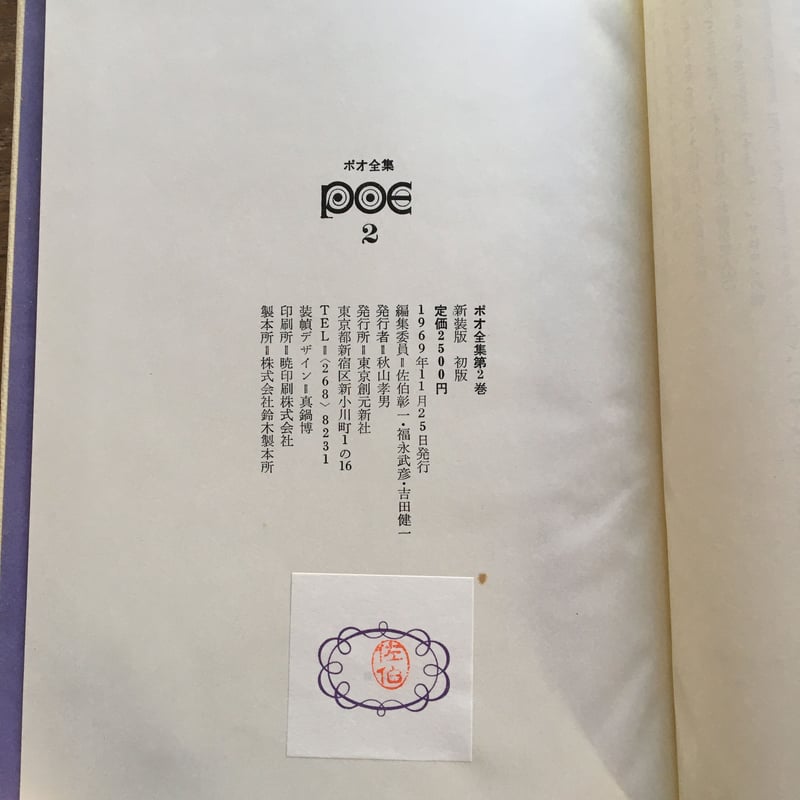 ポオ全集
poe
2
ポオ全集第2巻
新装版　初版
定価2500円
1969年11月25日発行
編集委員＝佐伯彰一・福永武彦・吉田健一
発行者＝秋山孝男
発行所＝東京創元新社
東京都新宿区新小川町1の16
TEL＝〈268〉8231
装幀デザイン＝真鍋博
印刷所＝暁印刷株式会社
製本所＝株式会社鈴木製本所
佐伯